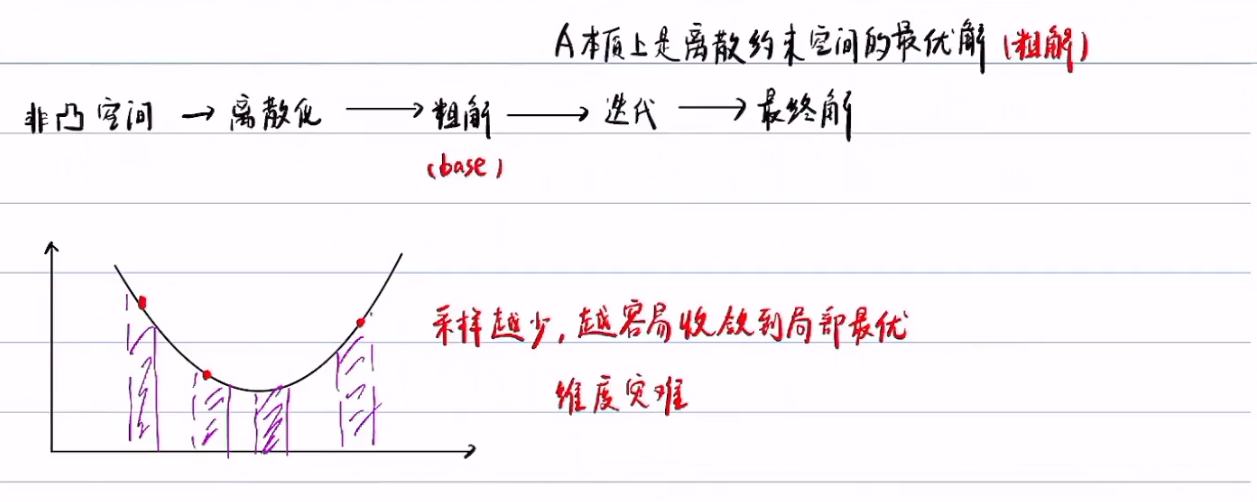 A本质上是离散约束空间的最优解 (粗解)
非凸空间 → 离散化 → 粗解 → 迭代 → 最终解
(base)
采样越少,越容易收敛到局部最优
维度灾难